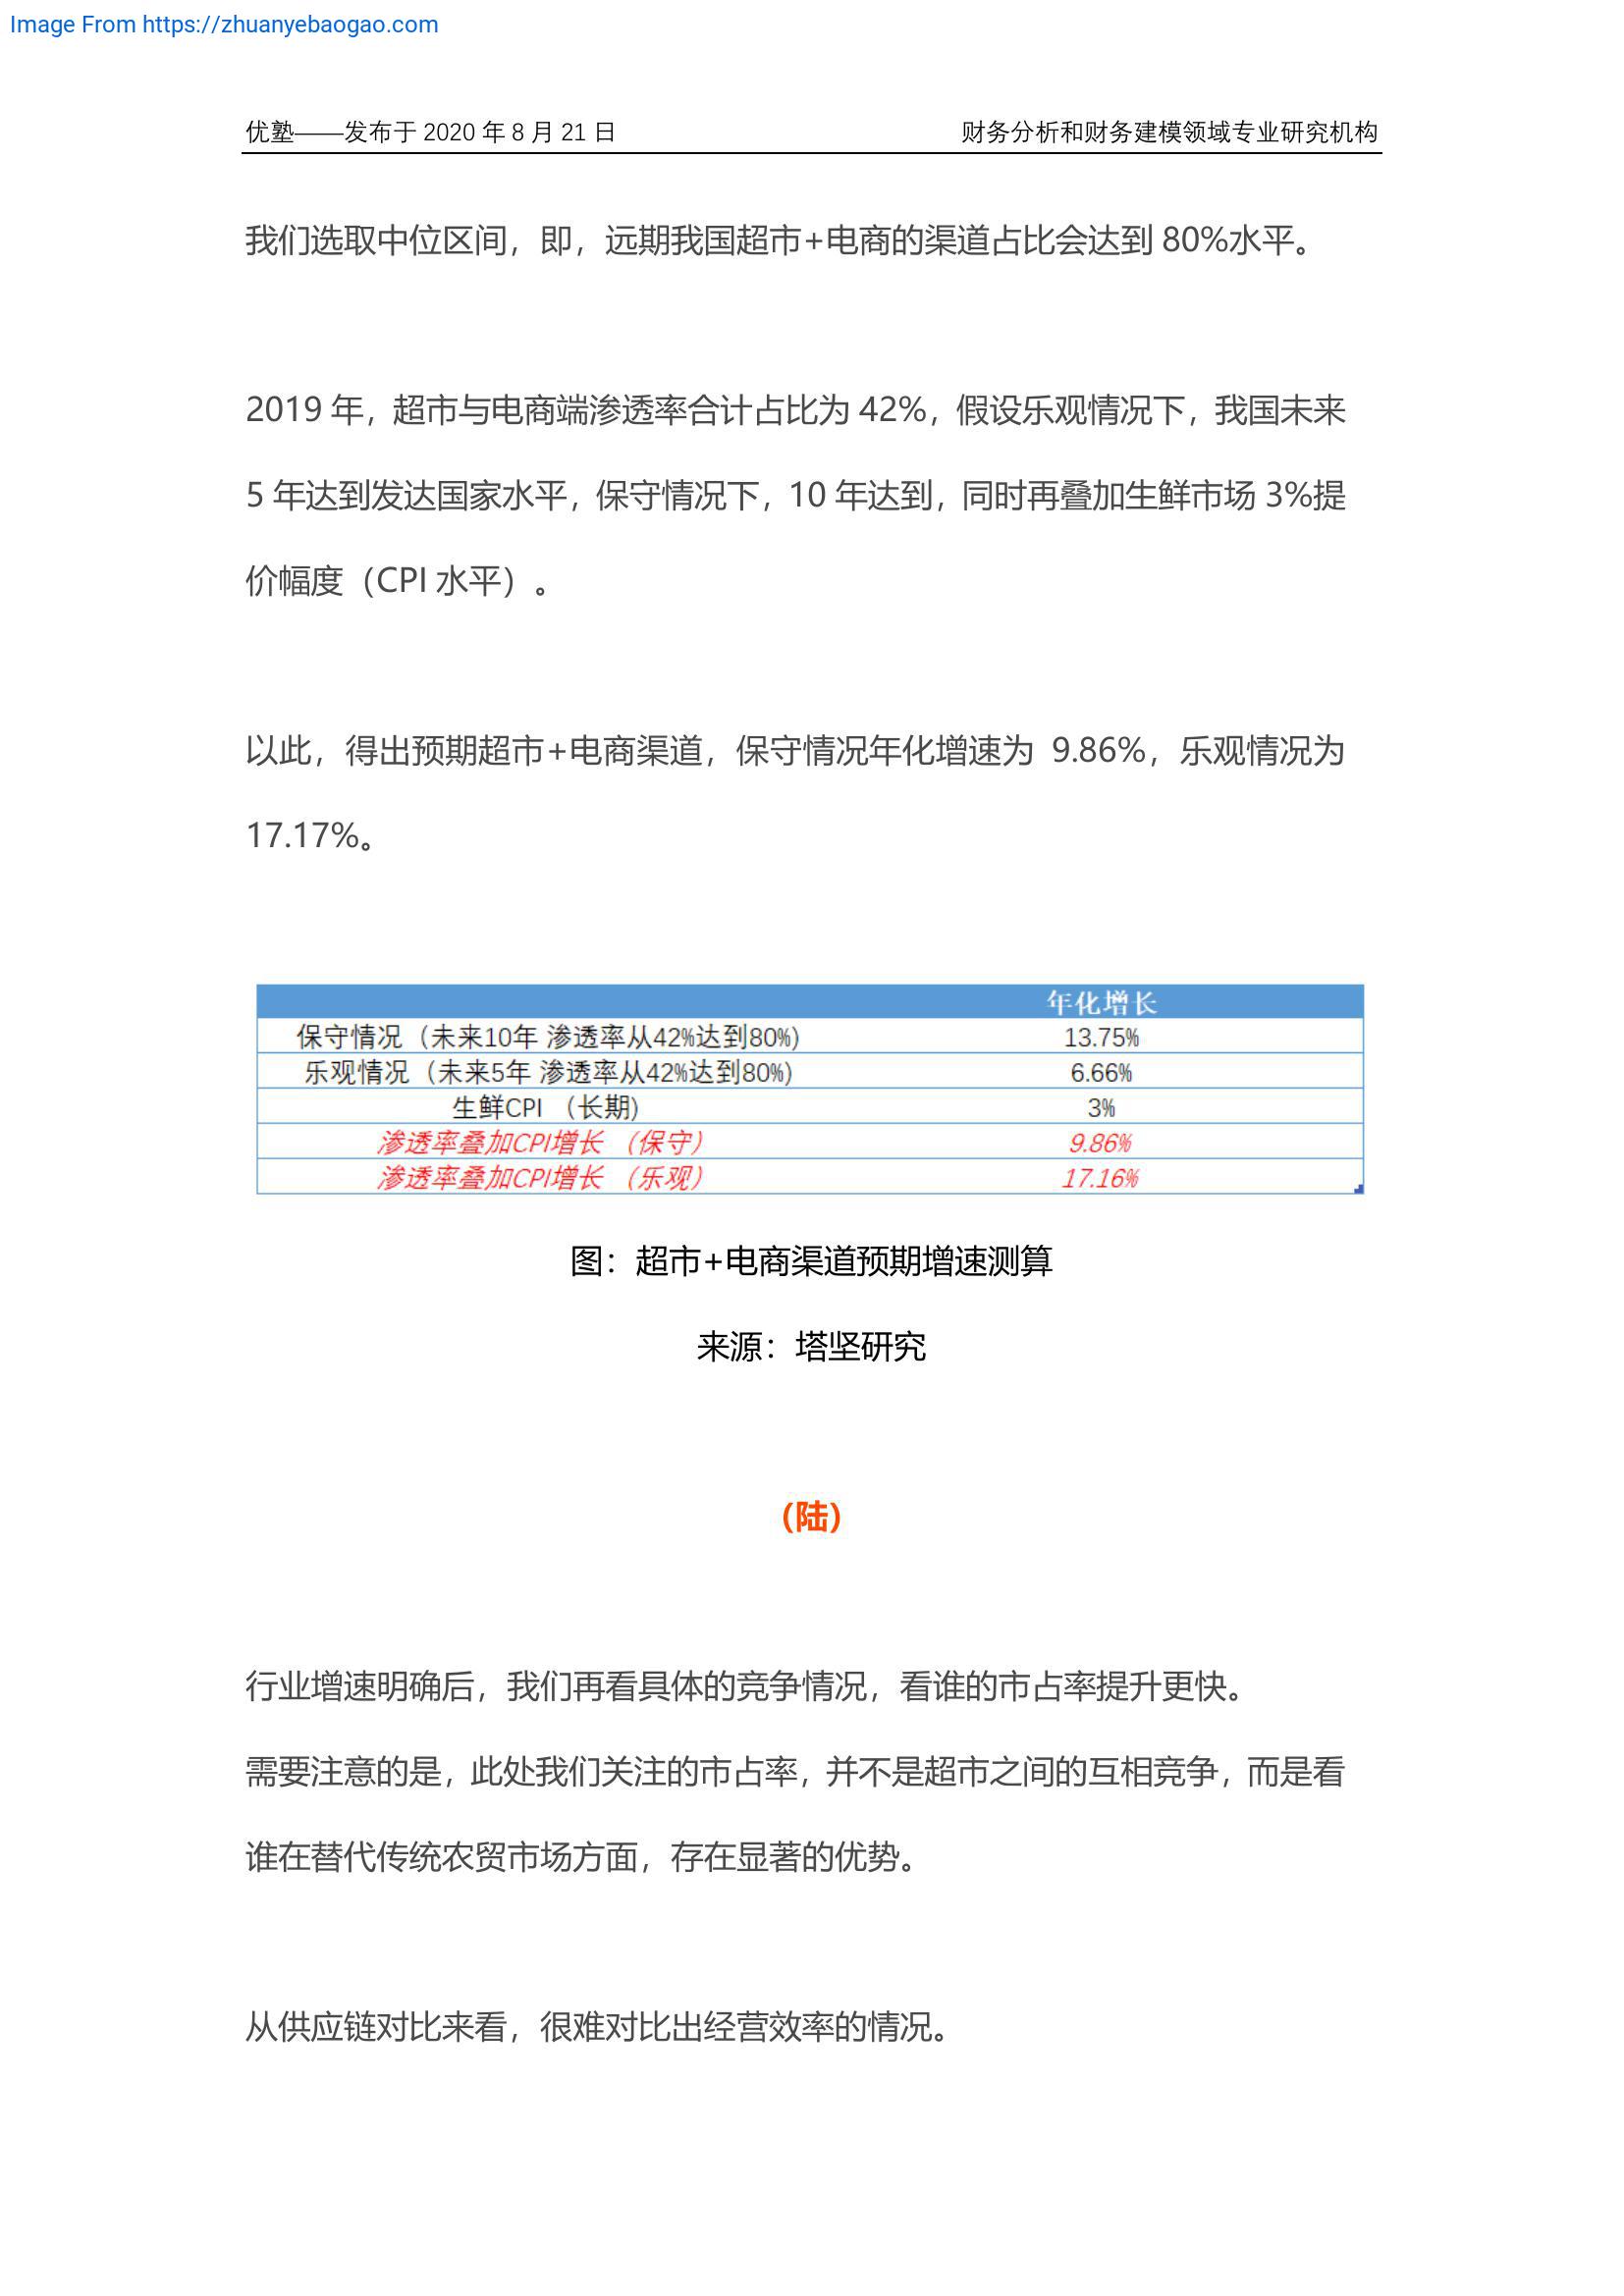 Image From https://zhuanyebaogao.com
优塾——发布于 2020 年 8 月 21 日 财务分析和财务建模领域专业研究机构
我们选取中位区间，即，远期我国超市+电商的渠道占比会达到 80%水平。
2019 年，超市与电商端渗透率合计占比为 42%，假设乐观情况下，我国未来
5 年达到发达国家水平，保守情况下，10 年达到，同时再叠加生鲜市场 3%提
价幅度（CPI 水平）。
以此，得出预期超市+电商渠道，保守情况年化增速为 9.86%，乐观情况为
17.17%。
年化增长
保守情况（未来10年 渗透率从42%达到80%） 13.75%
乐观情况（未来5年 渗透率从42%达到80%） 6.66%
生鲜CPI （长期） 3%
渗透率叠加CPI增长 （保守） 9.86%
渗透率叠加CPI增长 （乐观） 17.16%
图：超市+电商渠道预期增速测算
来源：塔坚研究
（陆）
行业增速明确后，我们再看具体的竞争情况，看谁的市占率提升更快。
需要注意的是，此处我们关注的市占率，并不是超市之间的互相竞争，而是看
谁在替代传统农贸市场方面，存在显著的优势。
从供应链对比来看，很难对比出经营效率的情况。